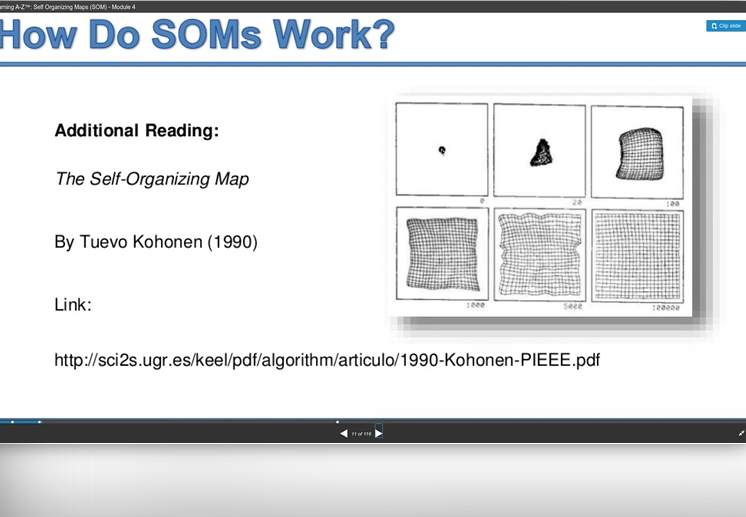 arning A-Z™: Self Organizing Maps (SOM) - Module 4
How Do SOMs Work?
Clip slide
Additional Reading:
The Self-Organizing Map
By Tuevo Kohonen (1990)
Link:
http://sci2s.ugr.es/keel/pdf/algorithm/articulo/1990-Kohonen-PIEEE.pdf
0
20
100
1000
5000
100000
11 of 118